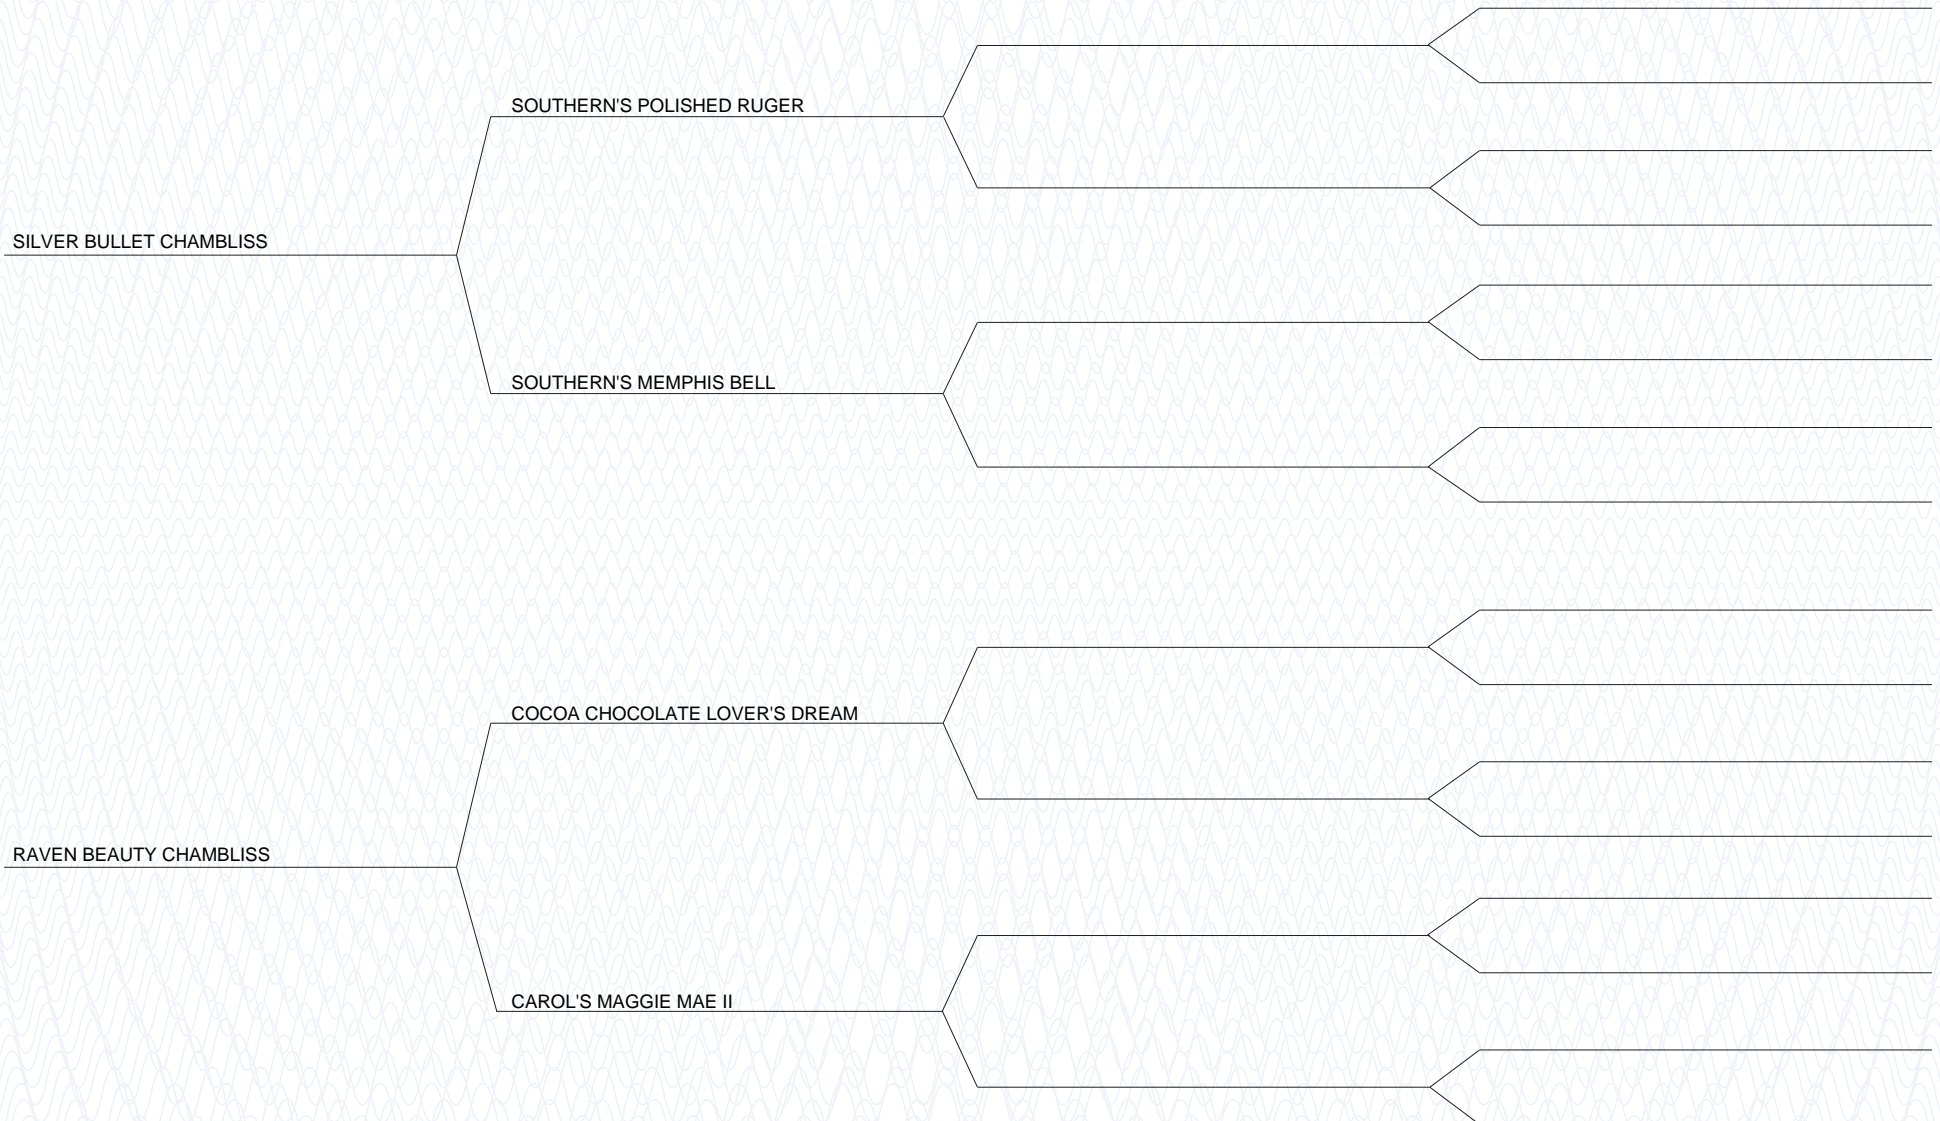 SOUTHERN'S POLISHED RUGER
SILVER BULLET CHAMBLISS
SOUTHERN'S MEMPHIS BELL
COCOA CHOCOLATE LOVER'S DREAM
RAVEN BEAUTY CHAMBLISS
CAROL'S MAGGIE MAE II